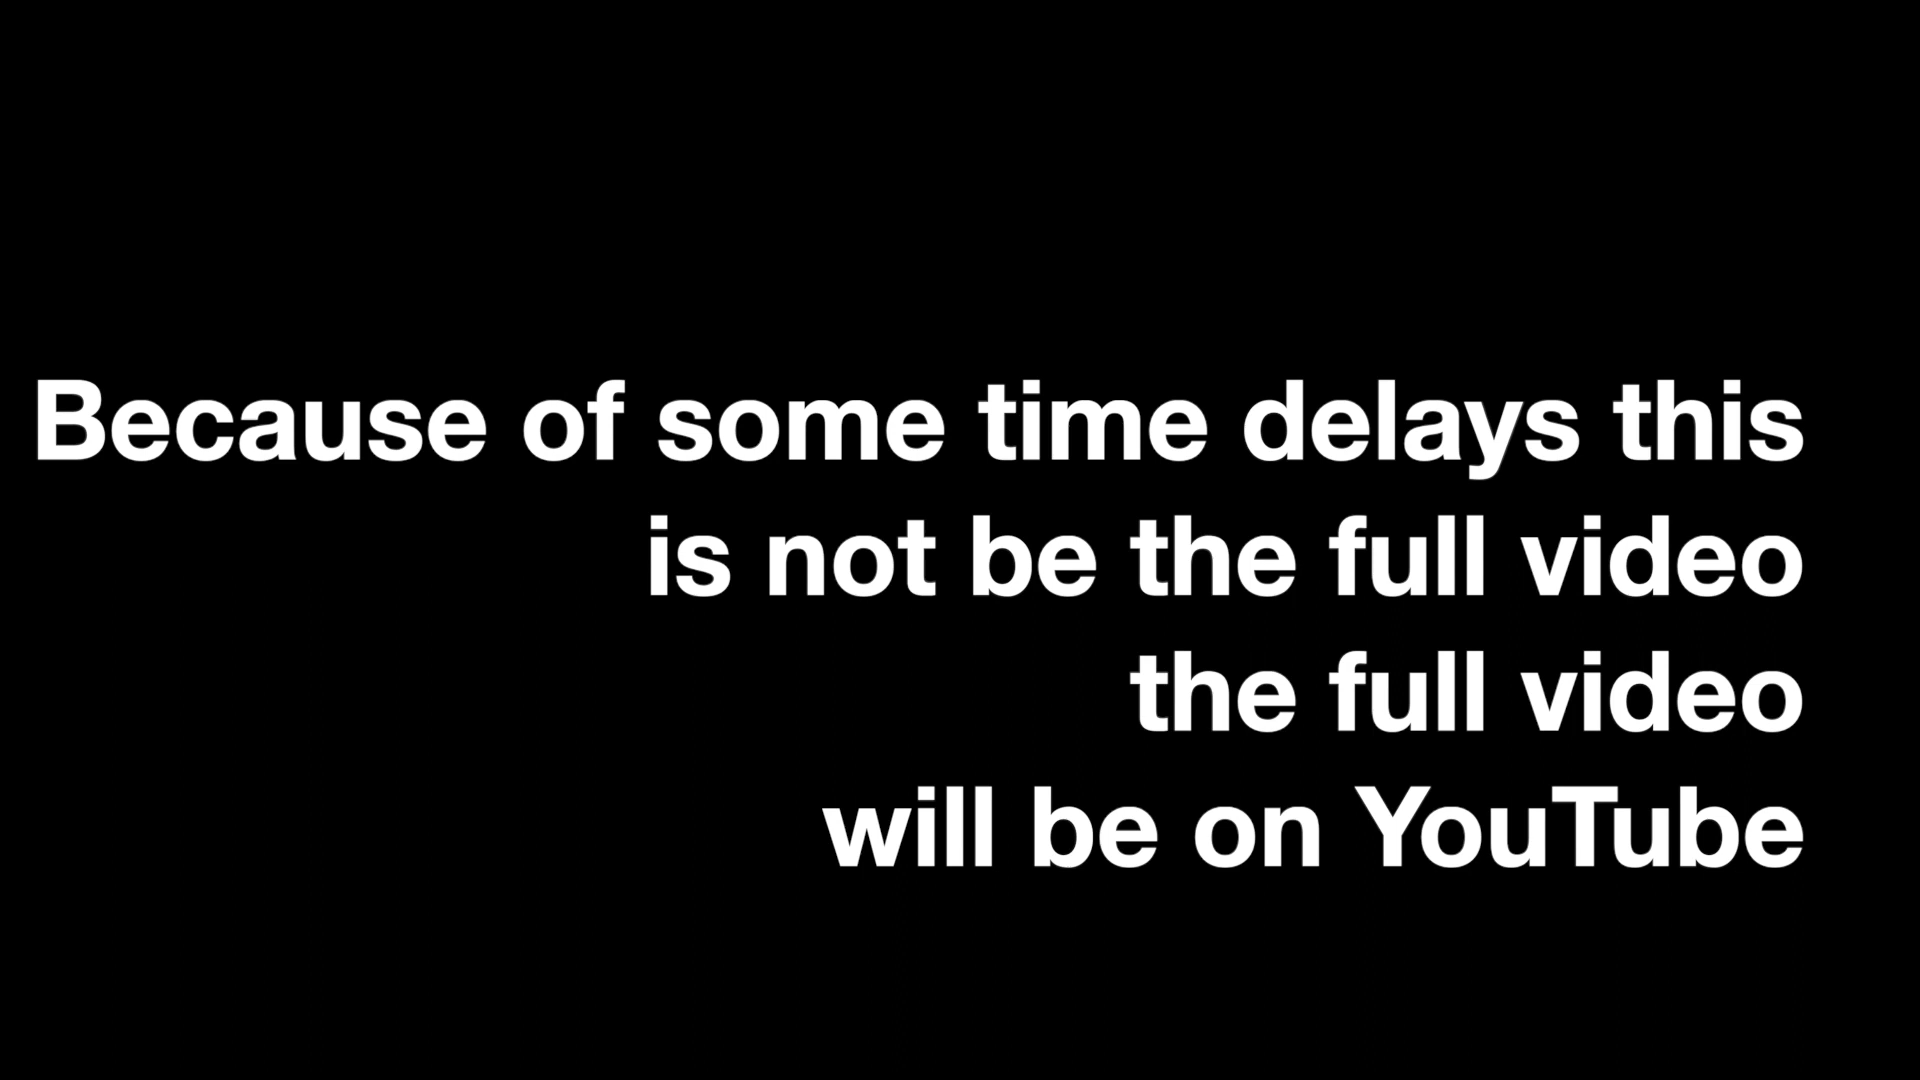 Because of some time delays this
is not be the full video
the full video
will be on YouTube